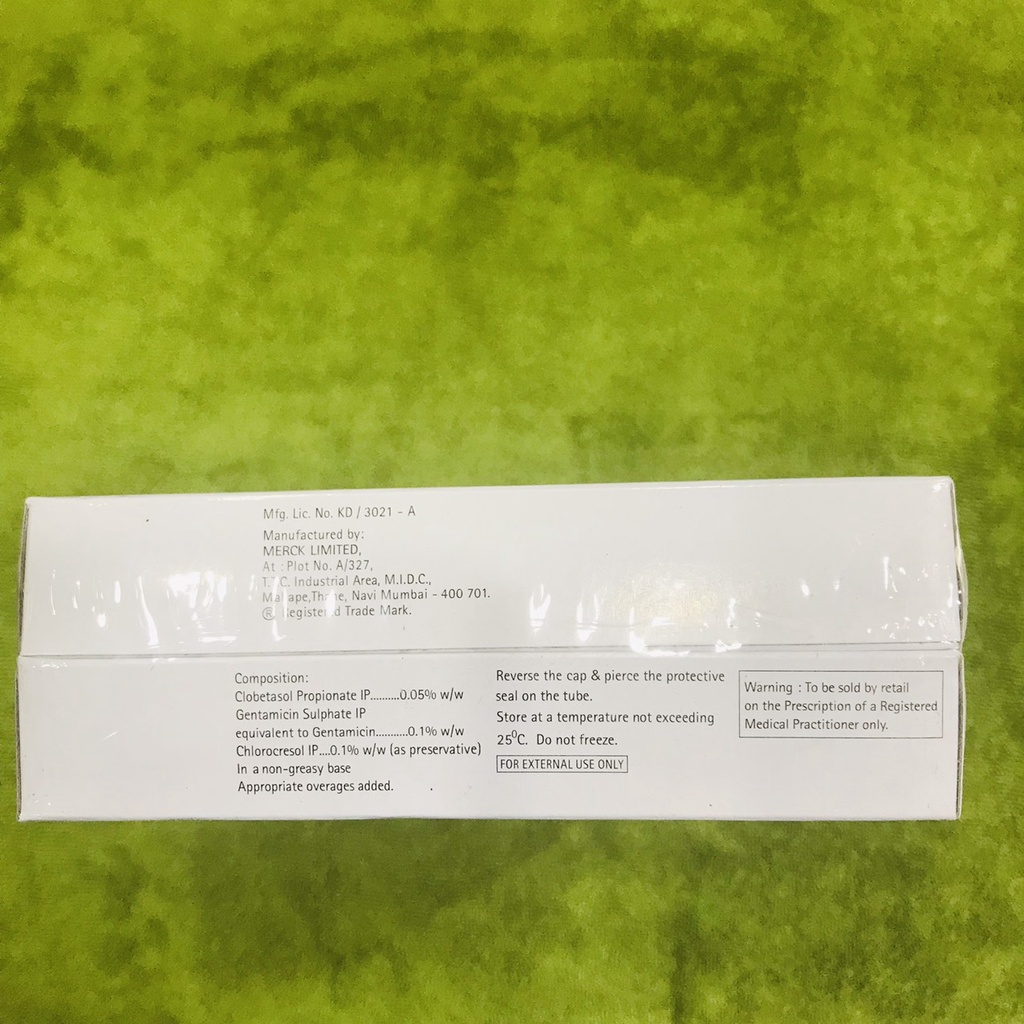 Mfg. Lic. No. KD / 3021 - A
Manufactured by:
MERCK LIMITED,
At : Plot No. A/327,
Industrial Area, M.I.D.C.,
Navi Mumbai - 400 701.
® Trade Mark.
Composition:
Clobetasol Propionate IP..........0.05% w/w
Gentamicin Sulphate IP
equivalent to Gentamicin...........0.1% w/w
Chlorocresol IP....0.1% w/w (as preservative)
In a non-greasy base
Appropriate overages added.
Reverse the cap & pierce the protective
seal on the tube.
Store at a temperature not exceeding
25⁰C. Do not freeze.
FOR EXTERNAL USE ONLY
Warning : To be sold by retail
on the Prescription of a Registered
Medical Practitioner only.